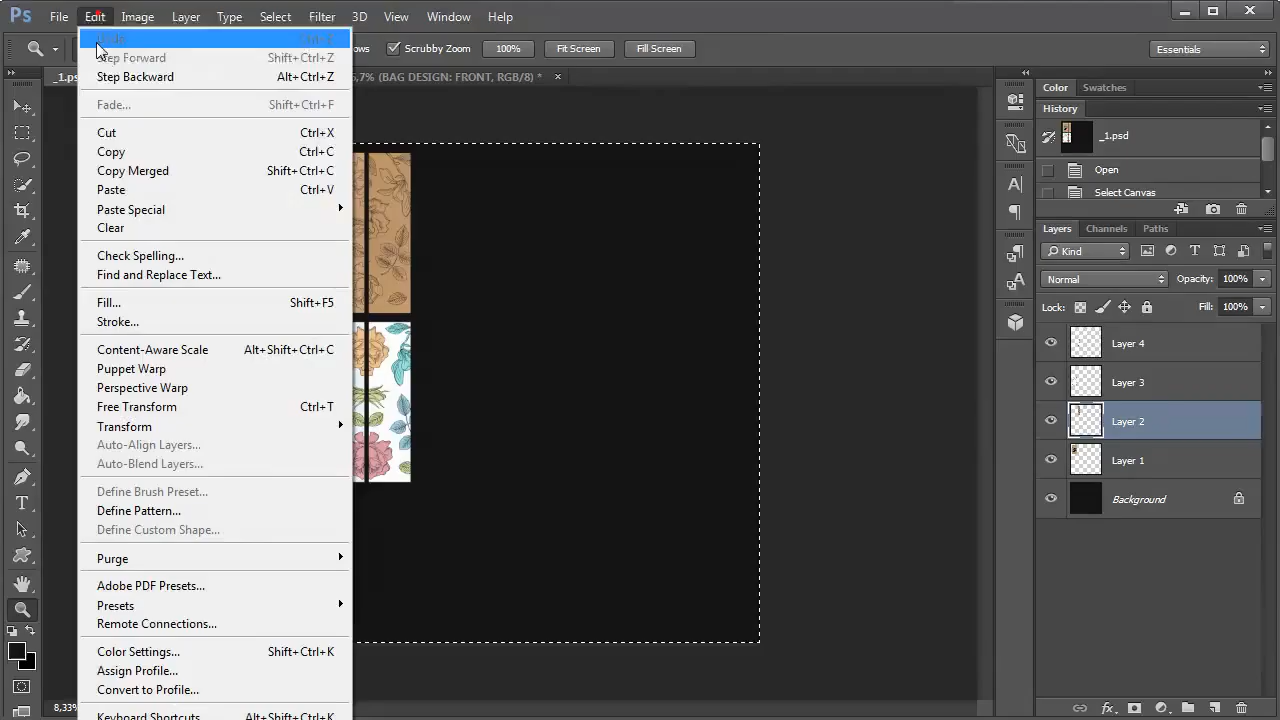 Ps File Edit Image Layer Type Select Filter 3D View Window Help
Scrubby Zoom 100% Fit Screen Fill Screen Essentials
_1.ps 6,7% (BAG DESIGN: FRONT, RGB/8) * ×
Step Forward Shift+Ctrl+Z
Step Backward Alt+Ctrl+Z
Fade... Shift+Ctrl+F
Cut Ctrl+X
Copy Ctrl+C
Copy Merged Shift+Ctrl+C
Paste Ctrl+V
Paste Special
Clear
Check Spelling...
Find and Replace Text...
Fill... Shift+F5
Stroke...
Content-Aware Scale Alt+Shift+Ctrl+C
Puppet Warp
Perspective Warp
Free Transform Ctrl+T
Transform
Auto-Align Layers...
Auto-Blend Layers...
Define Brush Preset...
Define Pattern...
Define Custom Shape...
Purge
Adobe PDF Presets...
Presets
Remote Connections...
Color Settings... Shift+Ctrl+K
Assign Profile...
Convert to Profile...
Keyboard Shortcuts Alt+Shift+Ctrl+K
8,33%
Color Swatches
History
_1.psd
Open
Select Canvas
Layers Channels Paths
Kind
Normal Opacity: 100%
Lock: Fill: 100%
Layer 4
Layer 3
Layer 2
Layer 1
Background